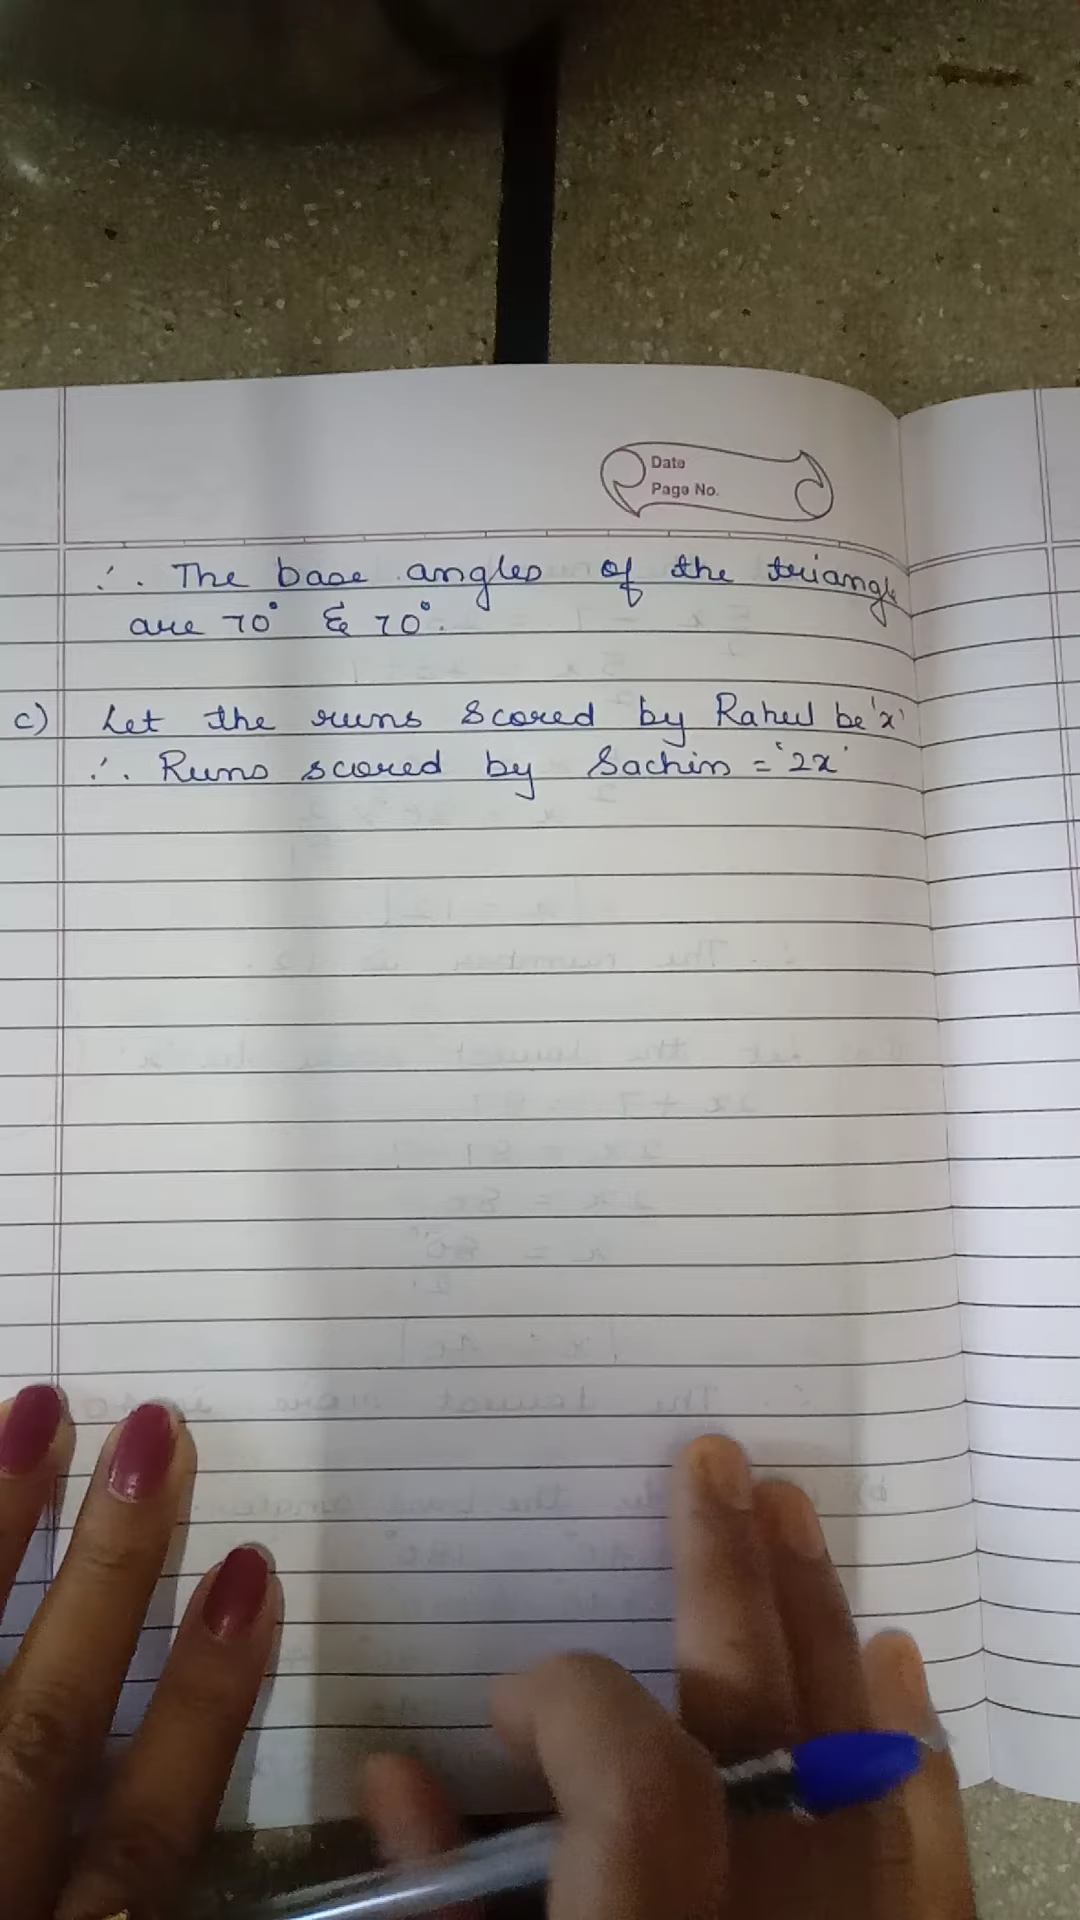 Date
Page No.
∴ The base angles of the triangle
are 70° & 70°.
c) Let the runs scored by Rahul be 'x'
∴ Runs scored by Sachin = '2x'